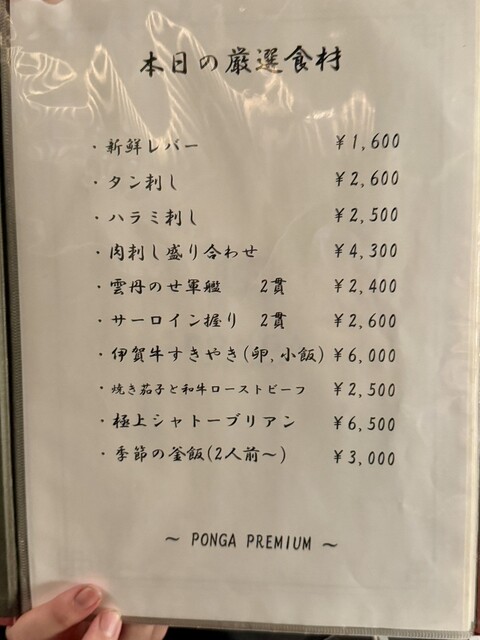 本日の厳選食材
・新鮮レバー ¥1,600
・タン刺し ¥2,600
・ハラミ刺し ¥2,500
・肉刺し盛り合わせ ¥4,300
・雲丹のせ軍艦 2貫 ¥2,400
・サーロイン握り 2貫 ¥2,600
・伊賀牛すきやき(卵,小飯) ¥6,000
・焼き茄子と和牛ローストビーフ ¥2,500
・極上シャトーブリアン ¥6,500
・季節の釜飯(2人前〜) ¥3,000
〜 PONGA PREMIUM 〜